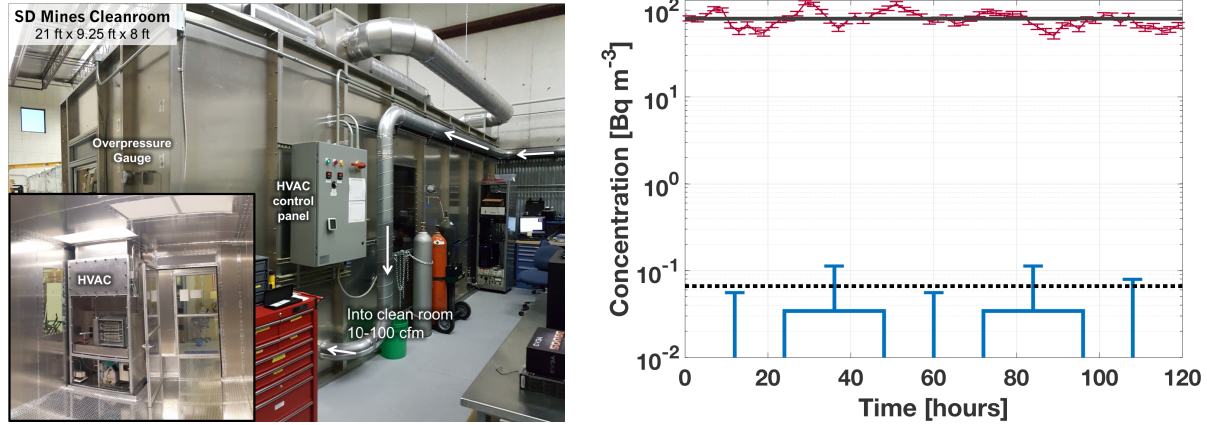 SD Mines Cleanroom
21 ft x 9.25 ft x 8 ft
Overpressure
Gauge
HVAC
control
panel
HVAC
Into clean room
10-100 cfm
Concentration [Bq m⁻³]
10²
10¹
10⁰
10⁻¹
10⁻²
0 20 40 60 80 100 120
Time [hours]